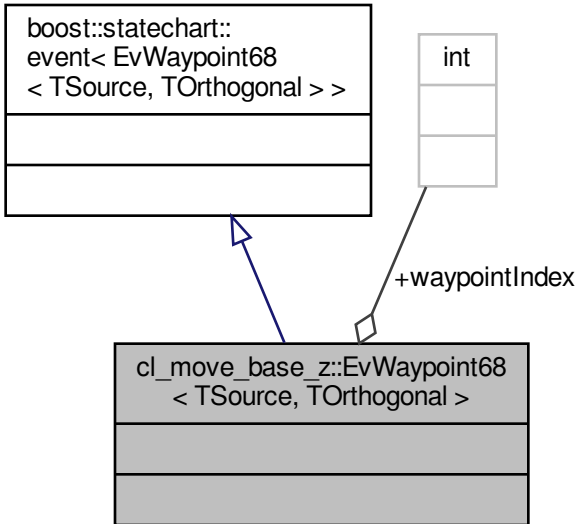 boost::statechart::
event< EvWaypoint68
< TSource, TOrthogonal > >
int
+waypointIndex
cl_move_base_z::EvWaypoint68
< TSource, TOrthogonal >